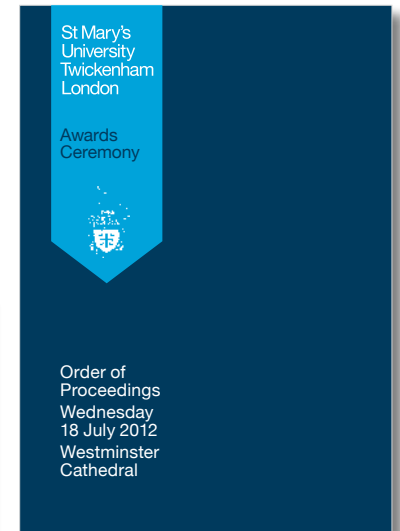 St Mary's
University
Twickenham
London
Awards
Ceremony
Order of
Proceedings
Wednesday
18 July 2012
Westminster
Cathedral